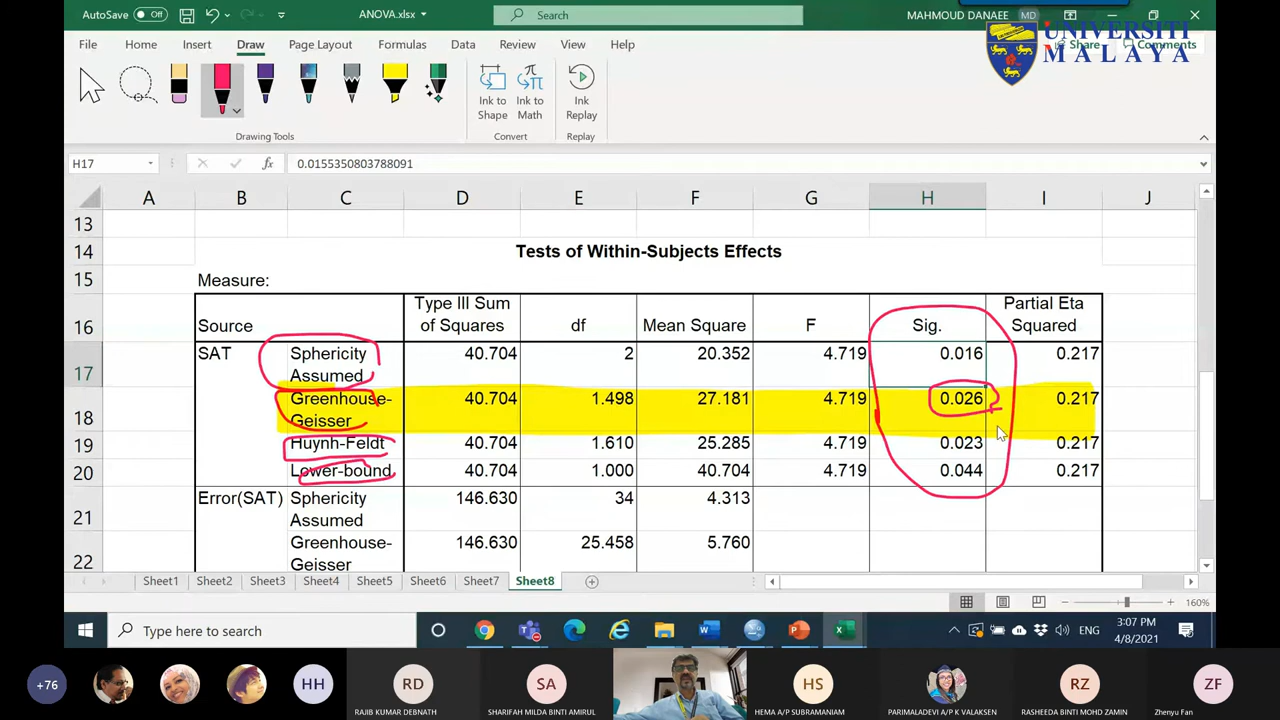 AutoSave Off ANOVA.xlsx Search MAHMOUD DANAEE MD
UNIVERSITI
MALAYA
File Home Insert Draw Page Layout Formulas Data Review View Help Share Comments
Ink to Shape
Ink to Math
Ink Replay
Drawing Tools Convert Replay
H17 fx 0.0155350803788091
A B C D E F G H I J
13
14 Tests of Within-Subjects Effects
15 Measure:
16 Source Type III Sum of Squares df Mean Square F Sig. Partial Eta Squared
17 SAT Sphericity Assumed 40.704 2 20.352 4.719 0.016 0.217
18 Greenhouse-Geisser 40.704 1.498 27.181 4.719 0.026 0.217
19 Huynh-Feldt 40.704 1.610 25.285 4.719 0.023 0.217
20 Lower-bound 40.704 1.000 40.704 4.719 0.044 0.217
21 Error(SAT) Sphericity Assumed 146.630 34 4.313
22 Greenhouse-Geisser 146.630 25.458 5.760
Sheet1 Sheet2 Sheet3 Sheet4 Sheet5 Sheet6 Sheet7 Sheet8
160%
Type here to search ENG 3:07 PM
4/8/2021
+76 HH RD SA HS RZ ZF
RAJIB KUMAR DEBNATH SHARIFAH MILDA BINTI AMIRUL HEMA A/P SUBRAMANIAM PARIMALADEVI A/P K VALAKSEN RASHEEDA BINTI MOHD ZAMIN Zhenyu Fan